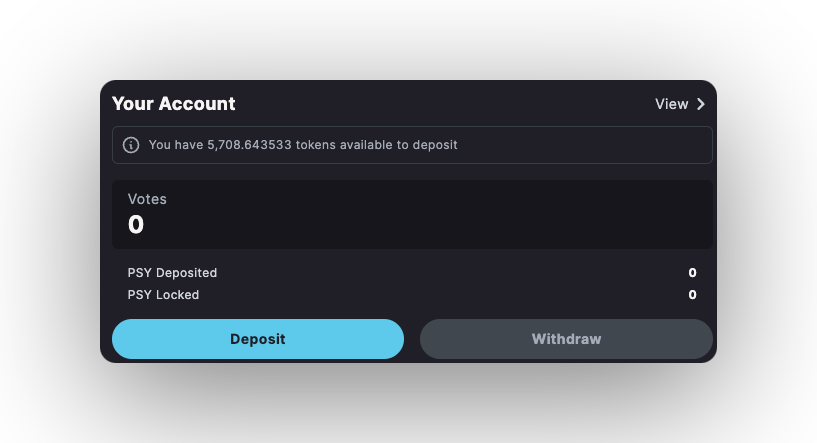 Your Account View
You have 5,708.643533 tokens available to deposit
Votes
0
PSY Deposited 0
PSY Locked 0
Deposit Withdraw